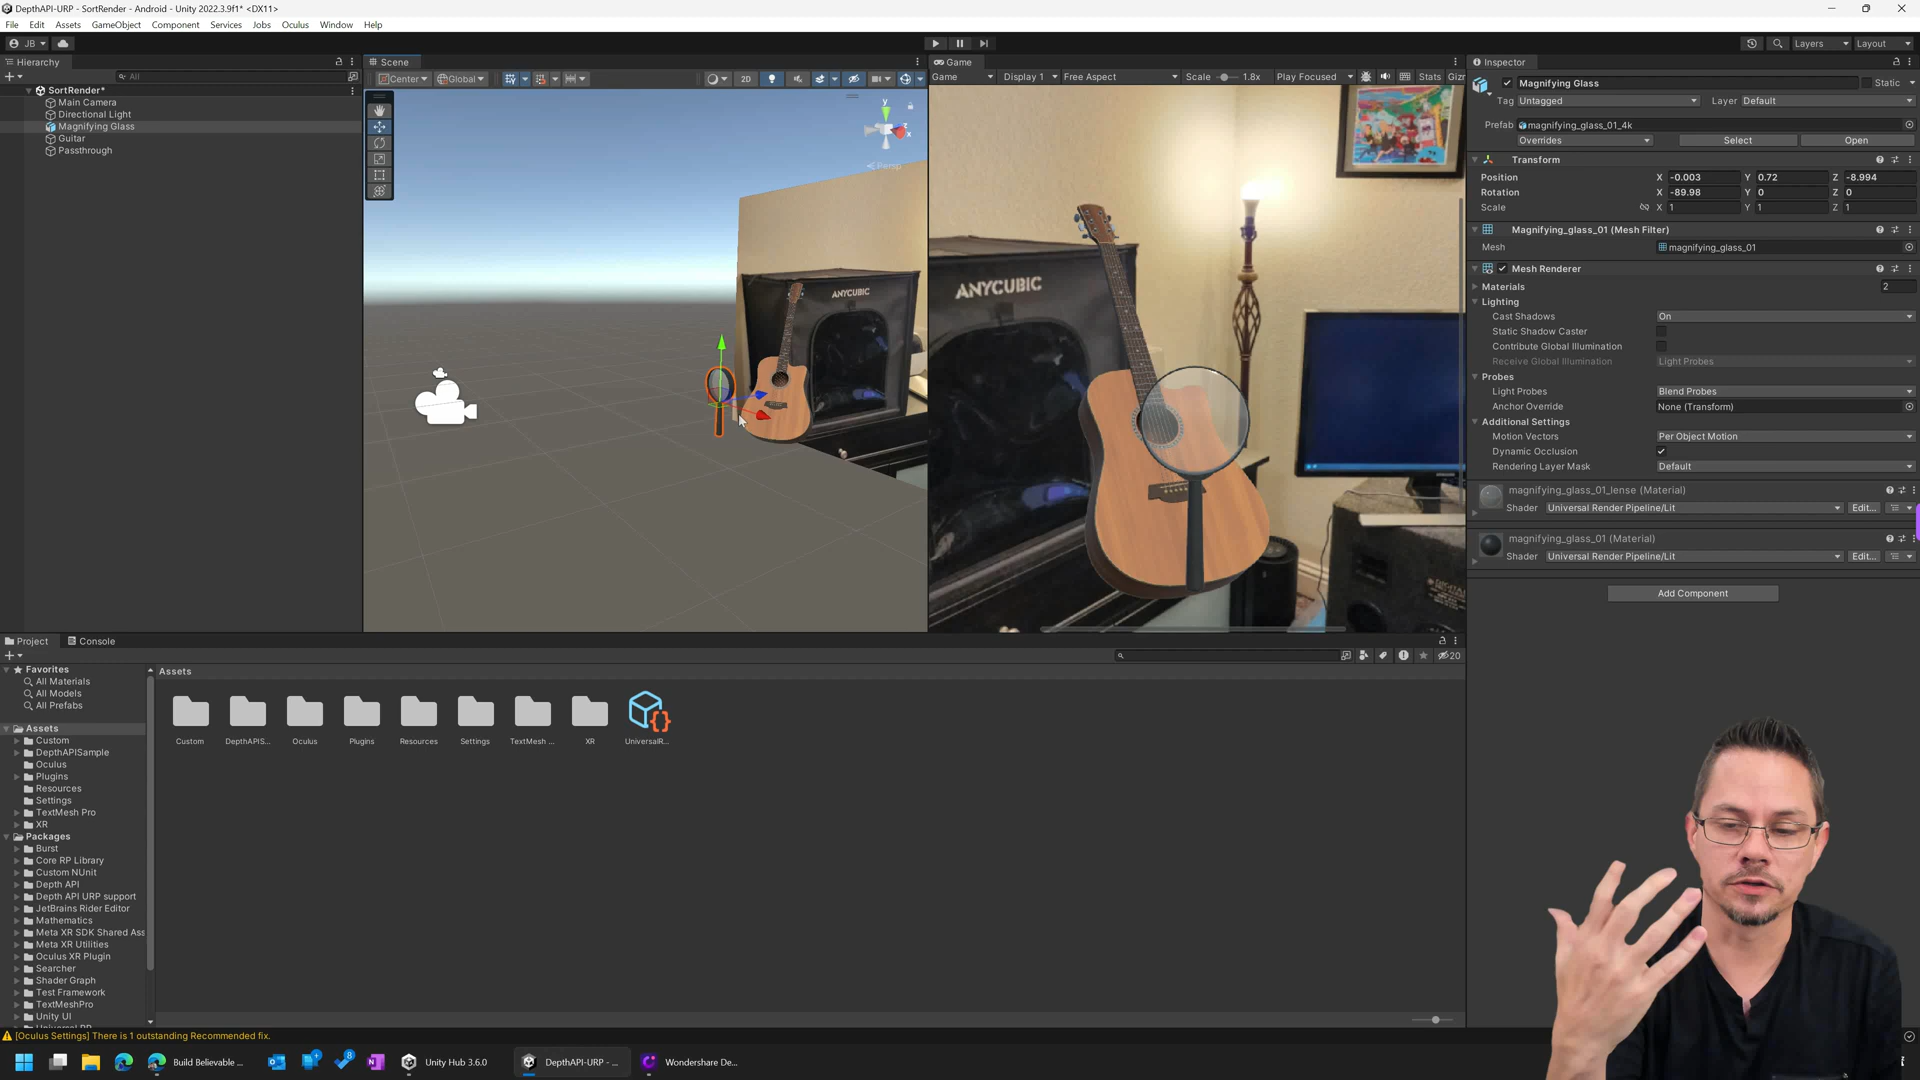 DepthAPI-URP - SortRender - Android - Unity 2022.3.9f1* <DX11>
File Edit Assets GameObject Component Services Jobs Oculus Window Help
JB Layers Layout
Hierarchy
All
SortRender*
Main Camera
Directional Light
Magnifying Glass
Guitar
Passthrough
Scene
Center Global 2D
y
z
x
Persp
ANYCUBIC
Game
Game Display 1 Free Aspect Scale 1.8x Play Focused Stats Giz
ANYCUBIC
Inspector
Magnifying Glass Static
Tag Untagged Layer Default
Prefab magnifying_glass_01_4k
Overrides Select Open
Transform
Position X -0.003 Y 0.72 Z -8.994
Rotation X -89.98 Y 0 Z 0
Scale X 1 Y 1 Z 1
Magnifying_glass_01 (Mesh Filter)
Mesh magnifying_glass_01
Mesh Renderer
Materials 2
Lighting
Cast Shadows On
Static Shadow Caster
Contribute Global Illumination
Receive Global Illumination Light Probes
Probes
Light Probes Blend Probes
Anchor Override None (Transform)
Additional Settings
Motion Vectors Per Object Motion
Dynamic Occlusion
Rendering Layer Mask Default
magnifying_glass_01_lense (Material)
Shader Universal Render Pipeline/Lit Edit...
magnifying_glass_01 (Material)
Shader Universal Render Pipeline/Lit Edit...
Add Component
Project Console
20
Favorites
All Materials
All Models
All Prefabs
Assets
Custom
DepthAPISample
Oculus
Plugins
Resources
Settings
TextMesh Pro
XR
Packages
Burst
Core RP Library
Custom NUnit
Depth API
Depth API URP support
JetBrains Rider Editor
Mathematics
Meta XR SDK Shared Ass
Meta XR Utilities
Oculus XR Plugin
Searcher
Shader Graph
Test Framework
TextMeshPro
Unity UI
Assets
Custom DepthAPIS... Oculus Plugins Resources Settings TextMesh ... XR UniversalR...
[Oculus Settings] There is 1 outstanding Recommended fix.
Build Believable ... 8 Unity Hub 3.6.0 DepthAPI-URP - ... Wondershare De...